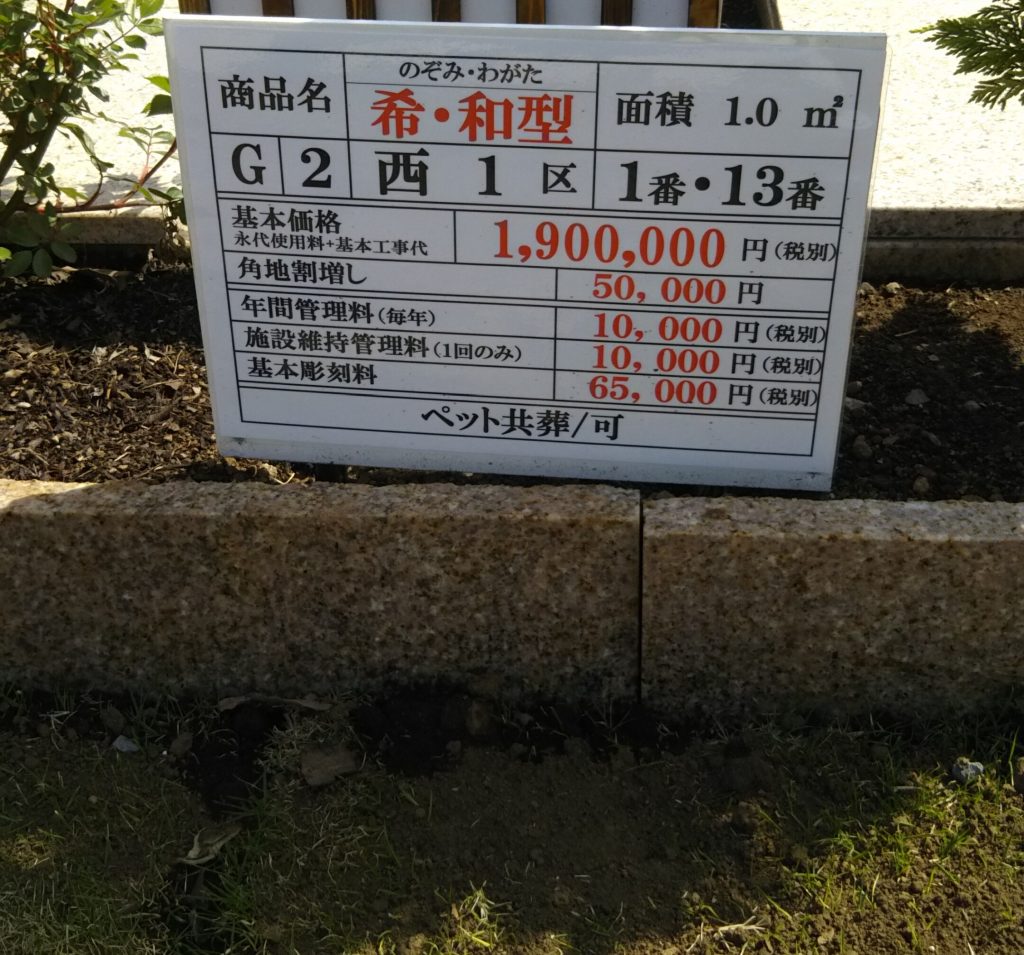 商品名 のぞみ・わがた 希・和型 面積 1.0 ㎡
G 2 西 1 区 1番・13番
基本価格 永代使用料+基本工事代 1,900,000 円(税別)
角地割増し 50,000 円
年間管理料(毎年) 10,000 円(税別)
施設維持管理料(1回のみ) 10,000 円(税別)
基本彫刻料 65,000 円(税別)
ペット共葬/可